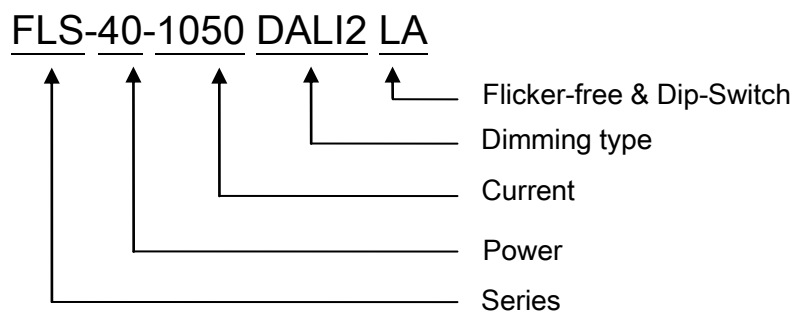 FLS-40-1050 DALI2 LA
Flicker-free & Dip-Switch
Dimming type
Current
Power
Series